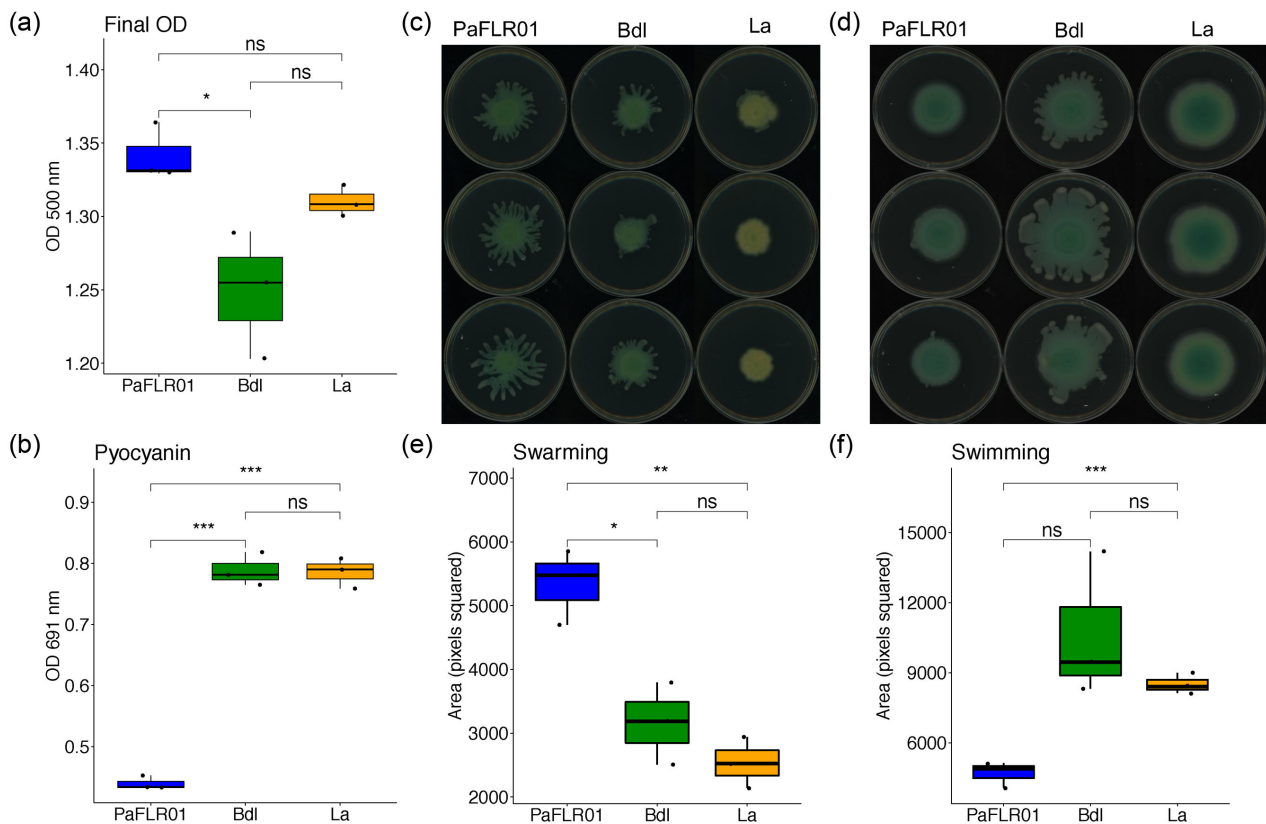 (a)
Final OD
ns
ns
*
1.40
1.35
1.30
1.25
1.20
OD 500 nm
PaFLR01 Bdl La
(c)
PaFLR01 Bdl La
(d)
PaFLR01 Bdl La
(b)
Pyocyanin
***
ns
***
0.9
0.8
0.7
0.6
0.5
OD 691 nm
PaFLR01 Bdl La
(e)
Swarming
**
ns
*
7000
6000
5000
4000
3000
2000
Area (pixels squared)
PaFLR01 Bdl La
(f)
Swimming
***
ns
ns
15000
12000
9000
6000
Area (pixels squared)
PaFLR01 Bdl La